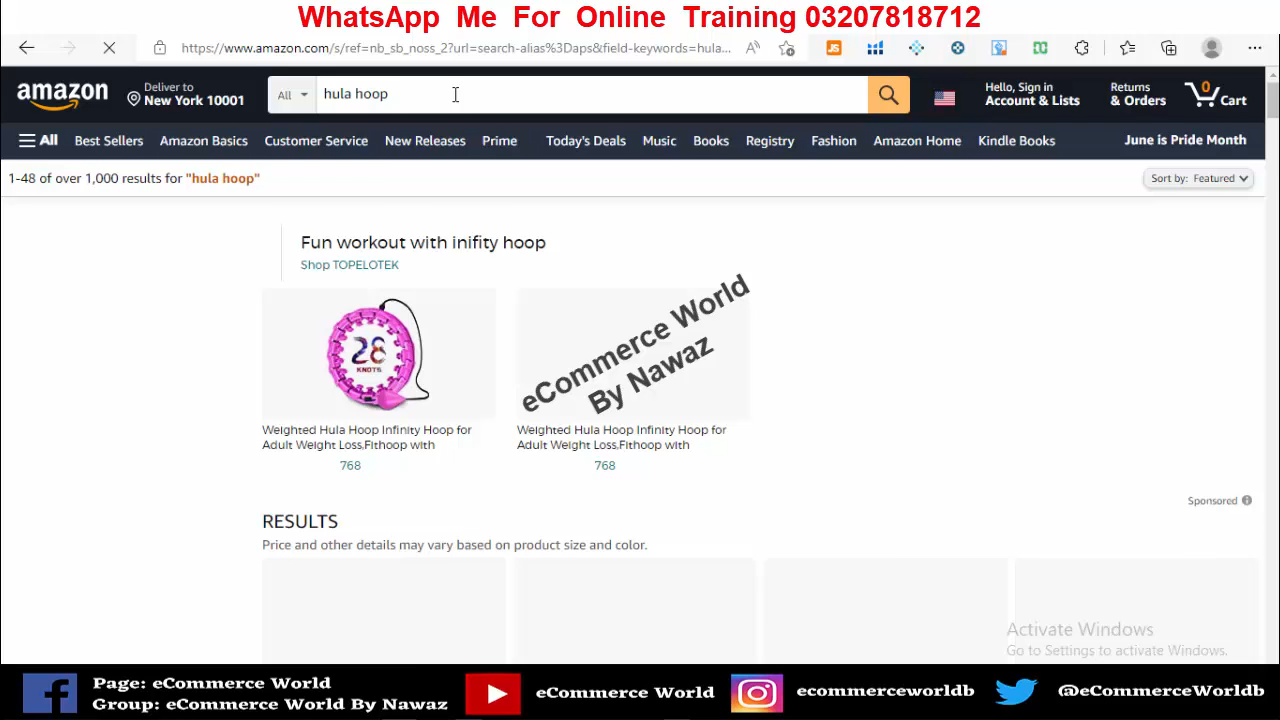 WhatsApp Me For Online Training 03207818712
https://www.amazon.com/s/ref=nb_sb_noss_2?url=search-alias%3Daps&field-keywords=hula...
amazon
Deliver to
New York 10001
All
hula hoop
Hello, Sign in
Account & Lists
Returns
& Orders
0
Cart
All
Best Sellers
Amazon Basics
Customer Service
New Releases
Prime
Today's Deals
Music
Books
Registry
Fashion
Amazon Home
Kindle Books
June is Pride Month
1-48 of over 1,000 results for "hula hoop"
Sort by: Featured
Fun workout with inifity hoop
Shop TOPELOTEK
28
KNOTS
eCommerce World
By Nawaz
Weighted Hula Hoop Infinity Hoop for
Adult Weight Loss,Fithoop with
768
Weighted Hula Hoop Infinity Hoop for
Adult Weight Loss,Fithoop with
768
Sponsored
RESULTS
Price and other details may vary based on product size and color.
Activate Windows
Go to Settings to activate Windows.
Page: eCommerce World
Group: eCommerce World By Nawaz
eCommerce World
ecommerceworldb
@eCommerceWorldb